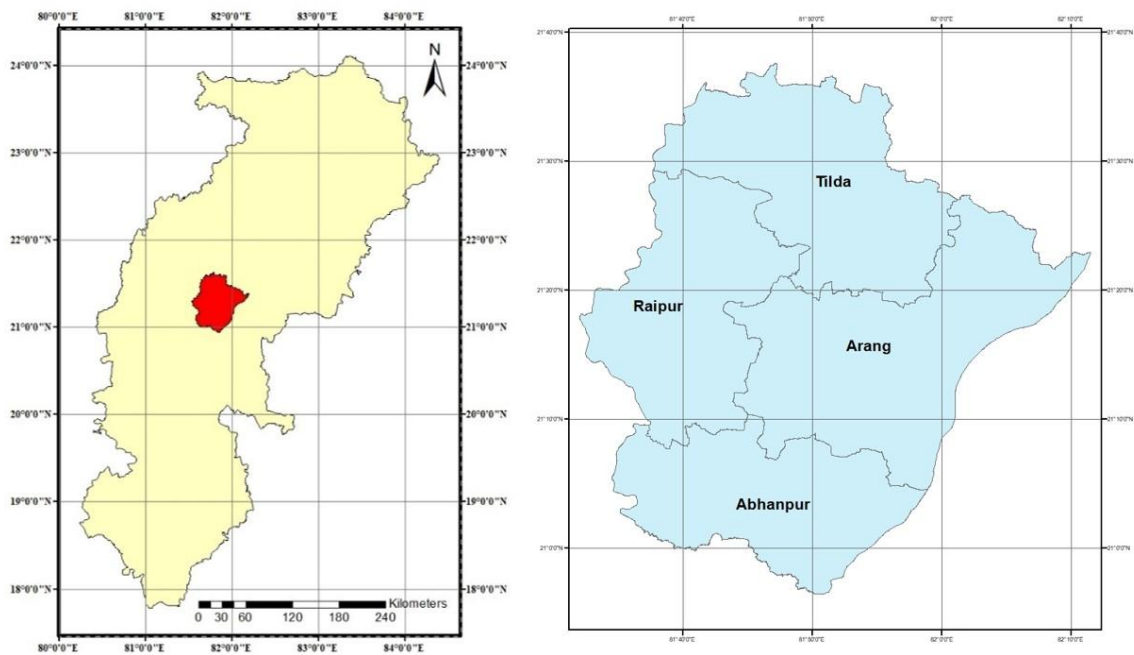 80°0'0"E 81°0'0"E 82°0'0"E 83°0'0"E 84°0'0"E
24°0'0"N 24°0'0"N
N
23°0'0"N 23°0'0"N
22°0'0"N 22°0'0"N
21°0'0"N 21°0'0"N
20°0'0"N 20°0'0"N
19°0'0"N 19°0'0"N
18°0'0"N 18°0'0"N
Kilometers
0 30 60 120 180 240
80°0'0"E 81°0'0"E 82°0'0"E 83°0'0"E 84°0'0"E
81°40'0"E 81°50'0"E 82°0'0"E 82°10'0"E
21°40'0"N 21°40'0"N
21°30'0"N 21°30'0"N
Tilda
21°20'0"N 21°20'0"N
Raipur
Arang
21°10'0"N 21°10'0"N
Abhanpur
21°0'0"N 21°0'0"N
81°40'0"E 81°50'0"E 82°0'0"E 82°10'0"E